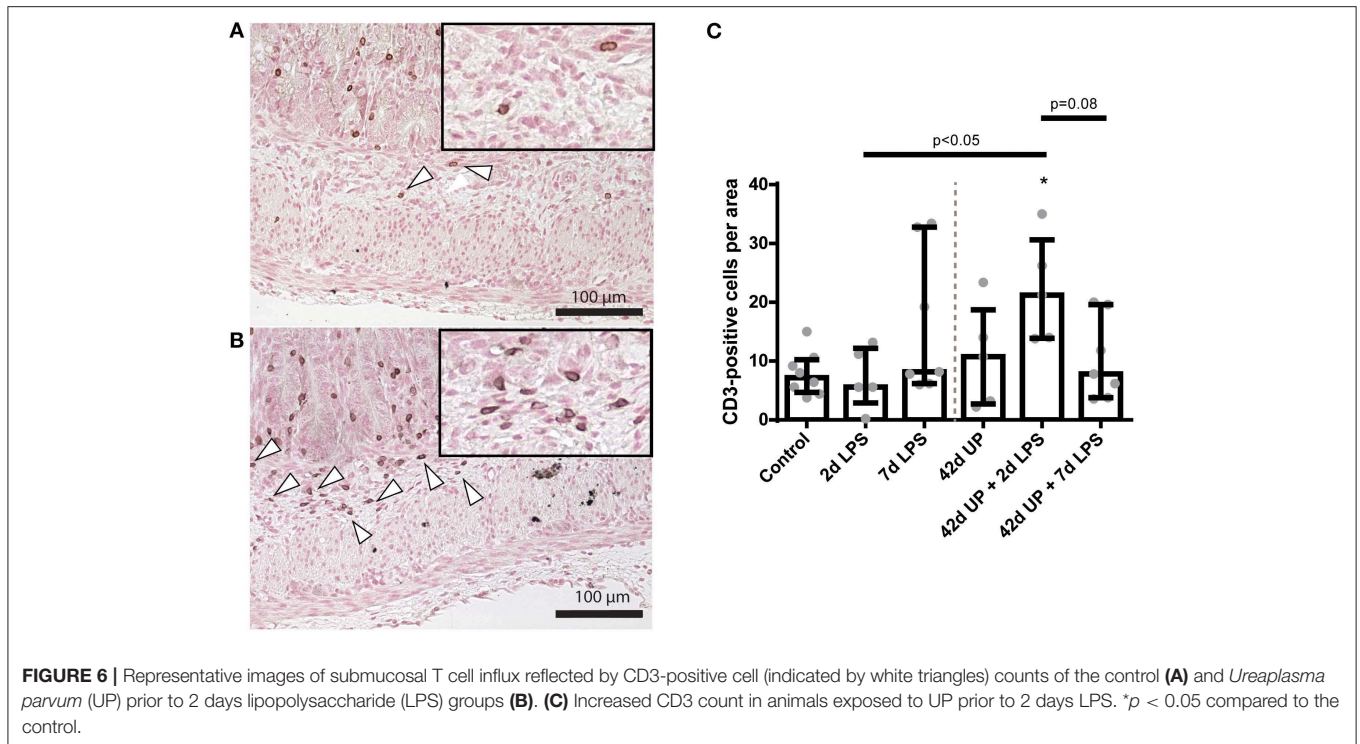 A
100 µm
B
100 µm
C
p=0.08
p<0.05
*
CD3-positive cells per area
40
30
20
10
0
Control
2d LPS
7d LPS
42d UP
42d UP + 2d LPS
42d UP + 7d LPS
FIGURE 6 | Representative images of submucosal T cell influx reflected by CD3-positive cell (indicated by white triangles) counts of the control (A) and Ureaplasma
parvum (UP) prior to 2 days lipopolysaccharide (LPS) groups (B). (C) Increased CD3 count in animals exposed to UP prior to 2 days LPS. *p < 0.05 compared to the
control.